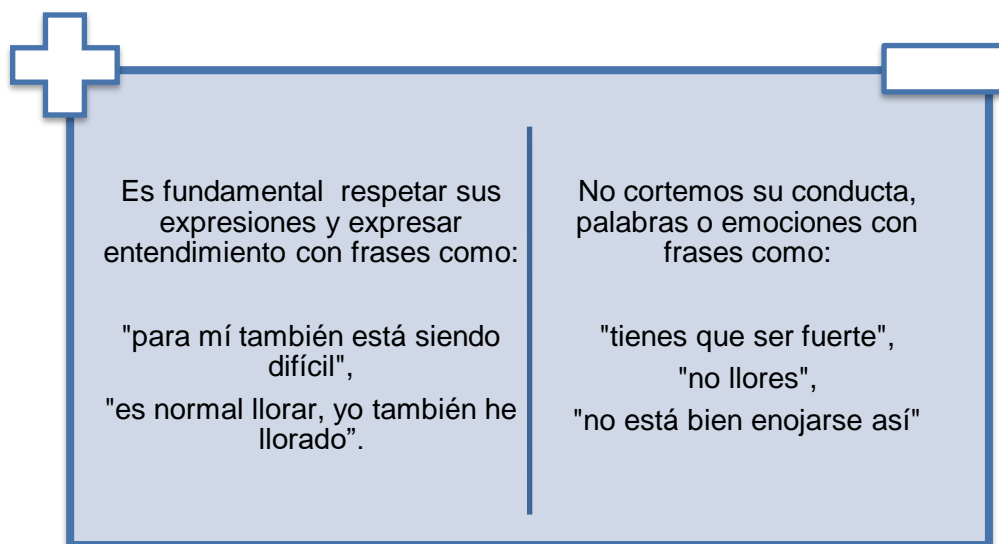 Es fundamental  respetar sus
expresiones y expresar
entendimiento con frases como:
"para mí también está siendo
difícil",
"es normal llorar, yo también he
llorado”.
No cortemos su conducta,
palabras o emociones con
frases como:
"tienes que ser fuerte",
"no llores",
"no está bien enojarse así"